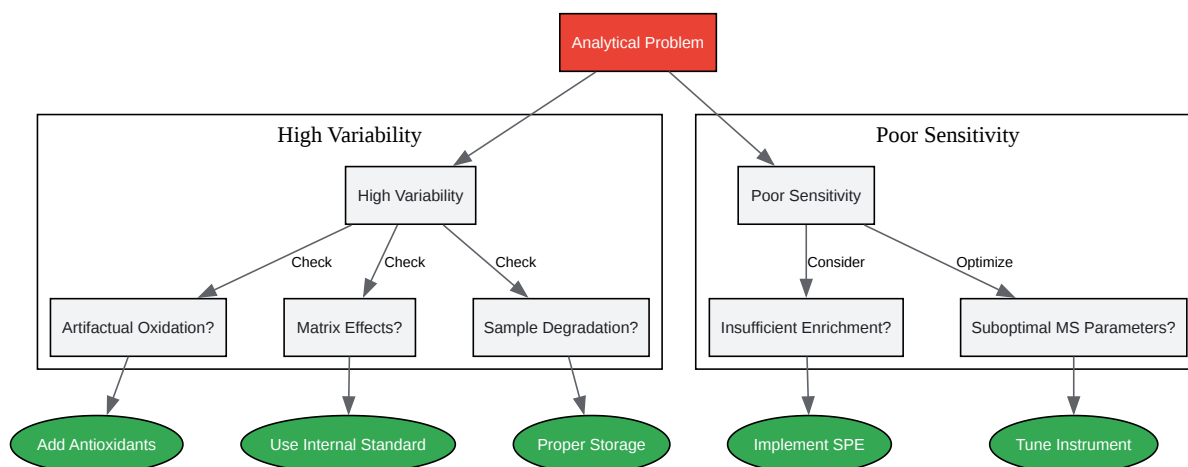 Analytical Problem
High Variability
Poor Sensitivity
High Variability
Poor Sensitivity
Check
Check
Check
Consider
Optimize
Artifactual Oxidation?
Matrix Effects?
Sample Degradation?
Insufficient Enrichment?
Suboptimal MS Parameters?
Add Antioxidants
Use Internal Standard
Proper Storage
Implement SPE
Tune Instrument